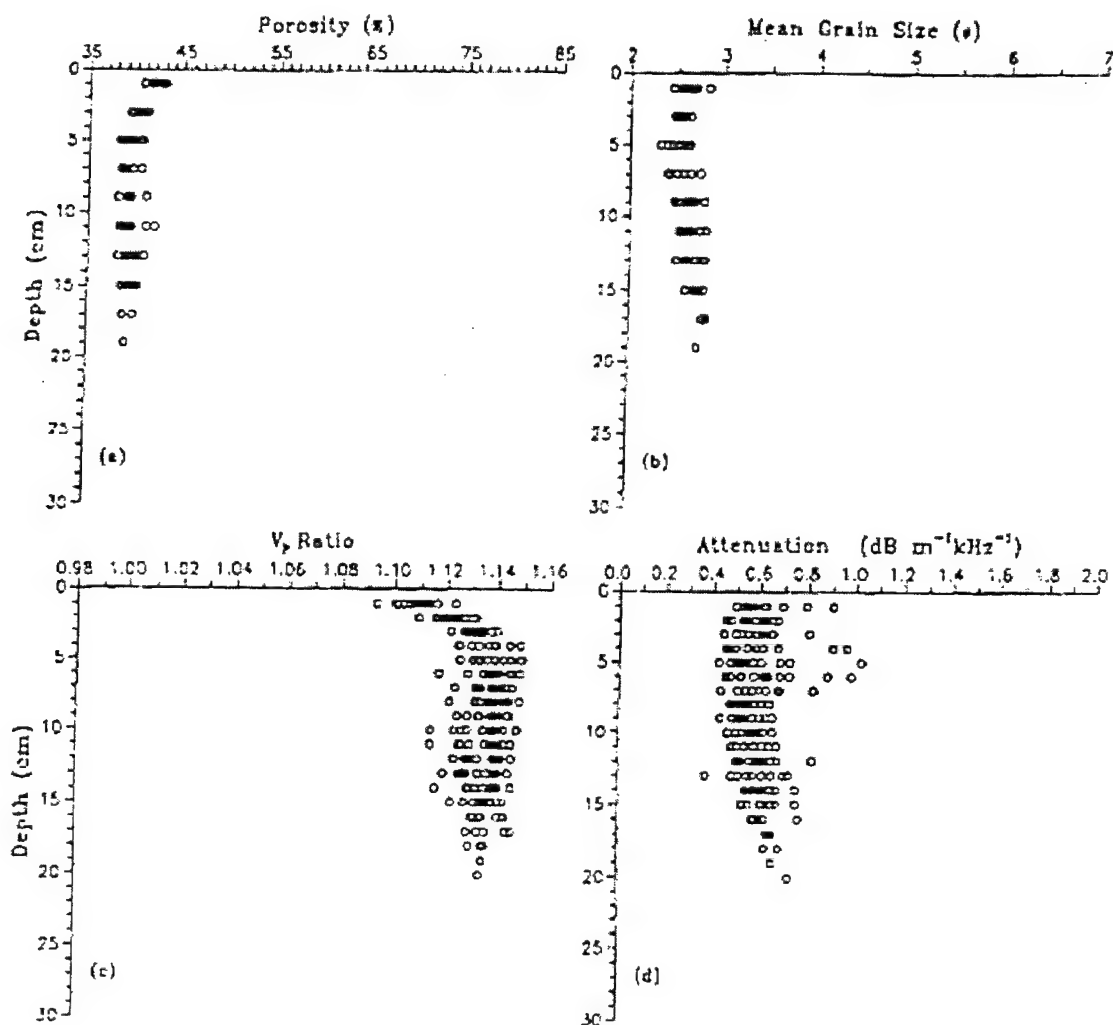 Porosity (%)
35 45 55 65 75 85
Mean Grain Size (ø)
2 3 4 5 6 7
Depth (cm)
0
5
10
15
20
25
30
(a)
0
5
10
15
20
25
30
(b)
Vp Ratio
0.98 1.00 1.02 1.04 1.06 1.08 1.10 1.12 1.14 1.16
Attenuation (dB m⁻¹kHz⁻¹)
0.0 0.2 0.4 0.6 0.8 1.0 1.2 1.4 1.6 1.8 2.0
Depth (cm)
0
5
10
15
20
25
30
(c)
0
5
10
15
20
25
30
(d)